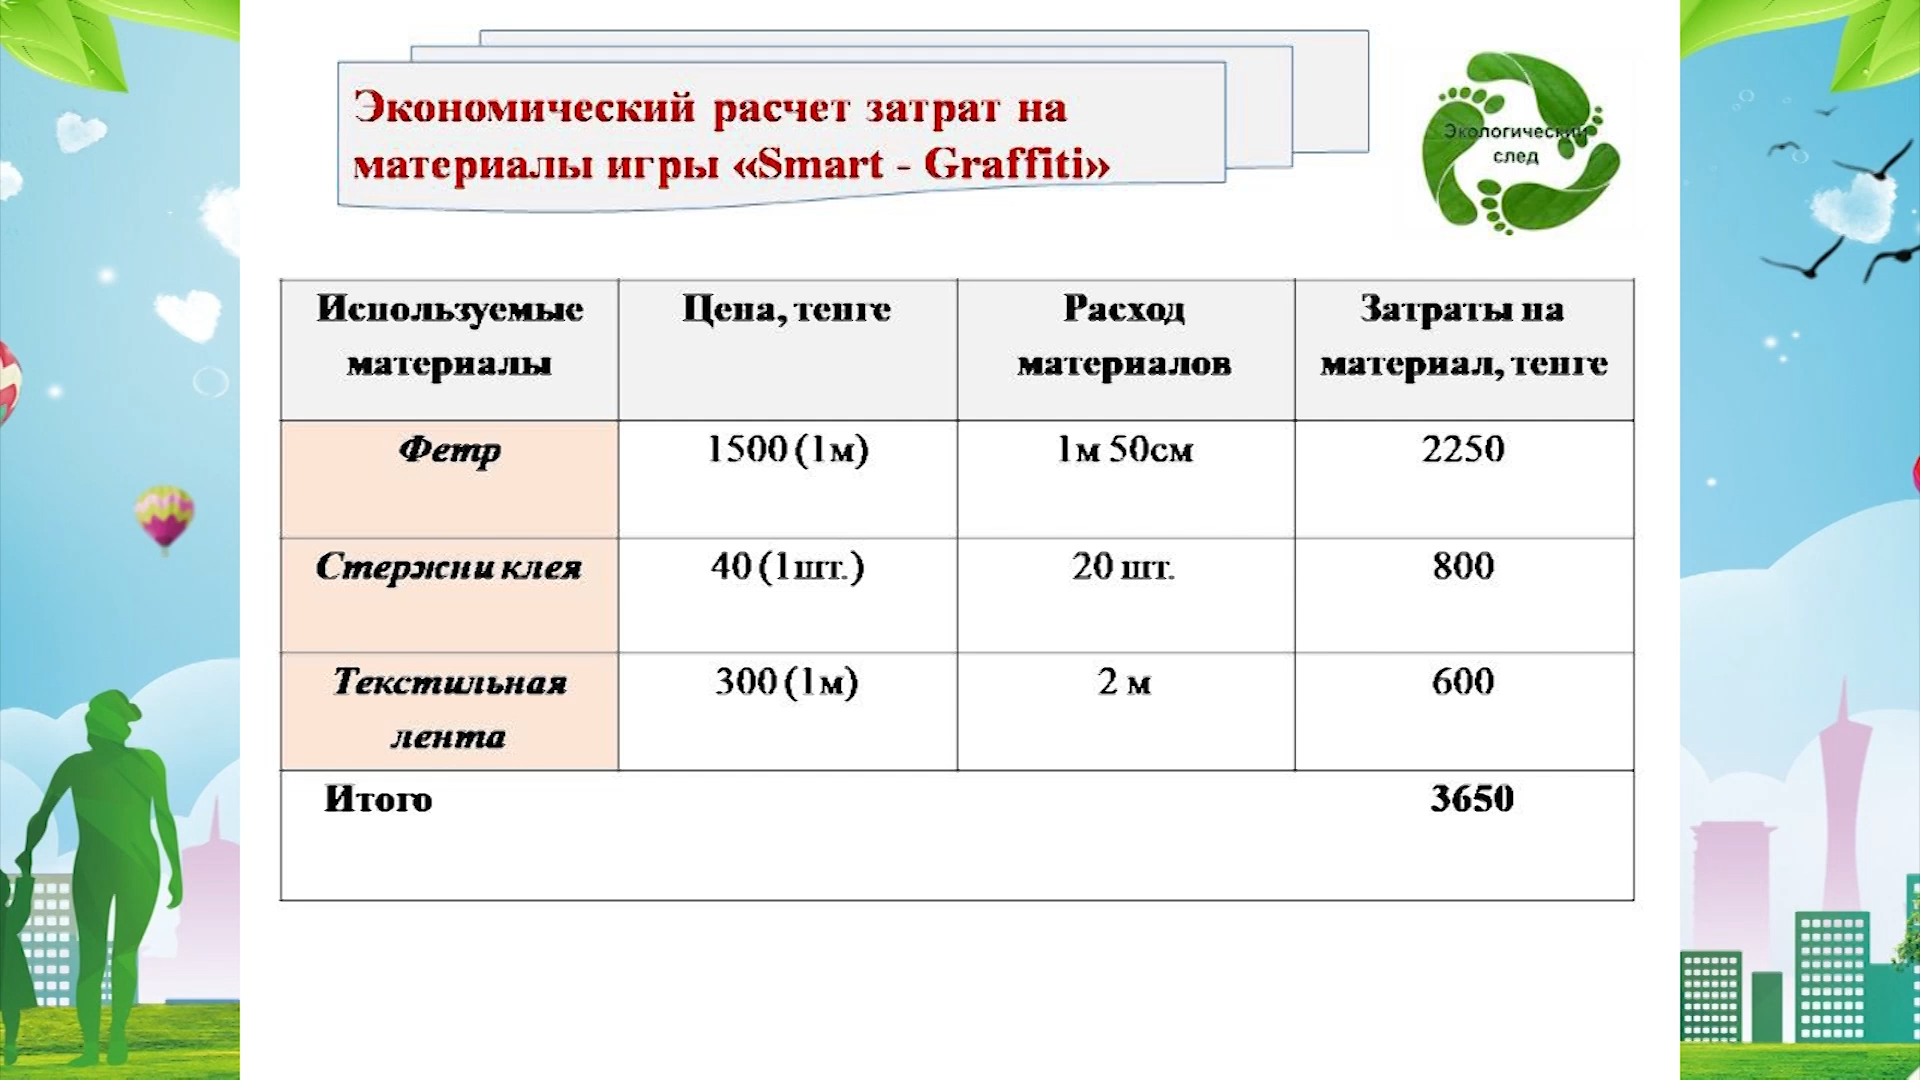 Экономический расчет затрат на
материалы игры «Smart - Graffiti»
Экологический
след
Используемые
материалы
Цена, тенге
Расход
материалов
Затраты на
материал, тенге
Фетр
1500 (1м)
1м 50см
2250
Стержни клея
40 (1шт.)
20 шт.
800
Текстильная
лента
300 (1м)
2 м
600
Итого
3650